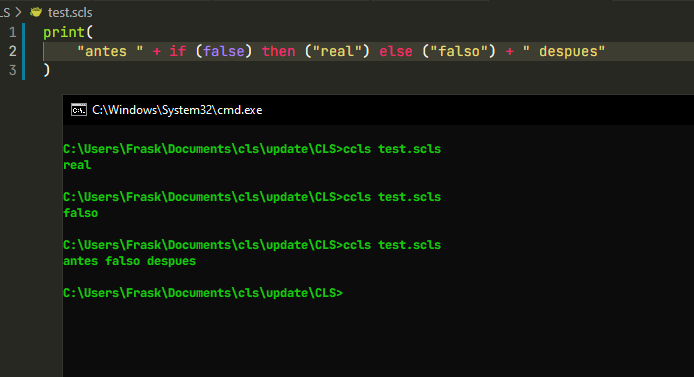 LS > test.scls
1 print(
2 "antes " + if (false) then ("real") else ("falso") + " despues"
3 )
C:\Windows\System32\cmd.exe
C:\Users\Frask\Documents\cls\update\CLS>ccls test.scls
real
C:\Users\Frask\Documents\cls\update\CLS>ccls test.scls
falso
C:\Users\Frask\Documents\cls\update\CLS>ccls test.scls
antes falso despues
C:\Users\Frask\Documents\cls\update\CLS>